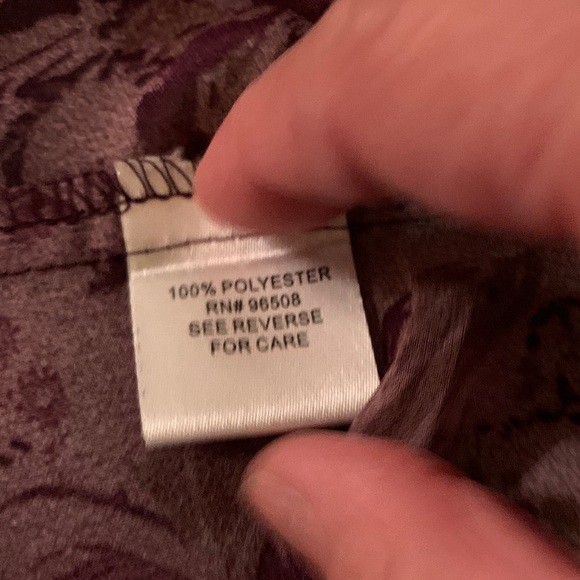 100% POLYESTER
RN# 96508
SEE REVERSE
FOR CARE